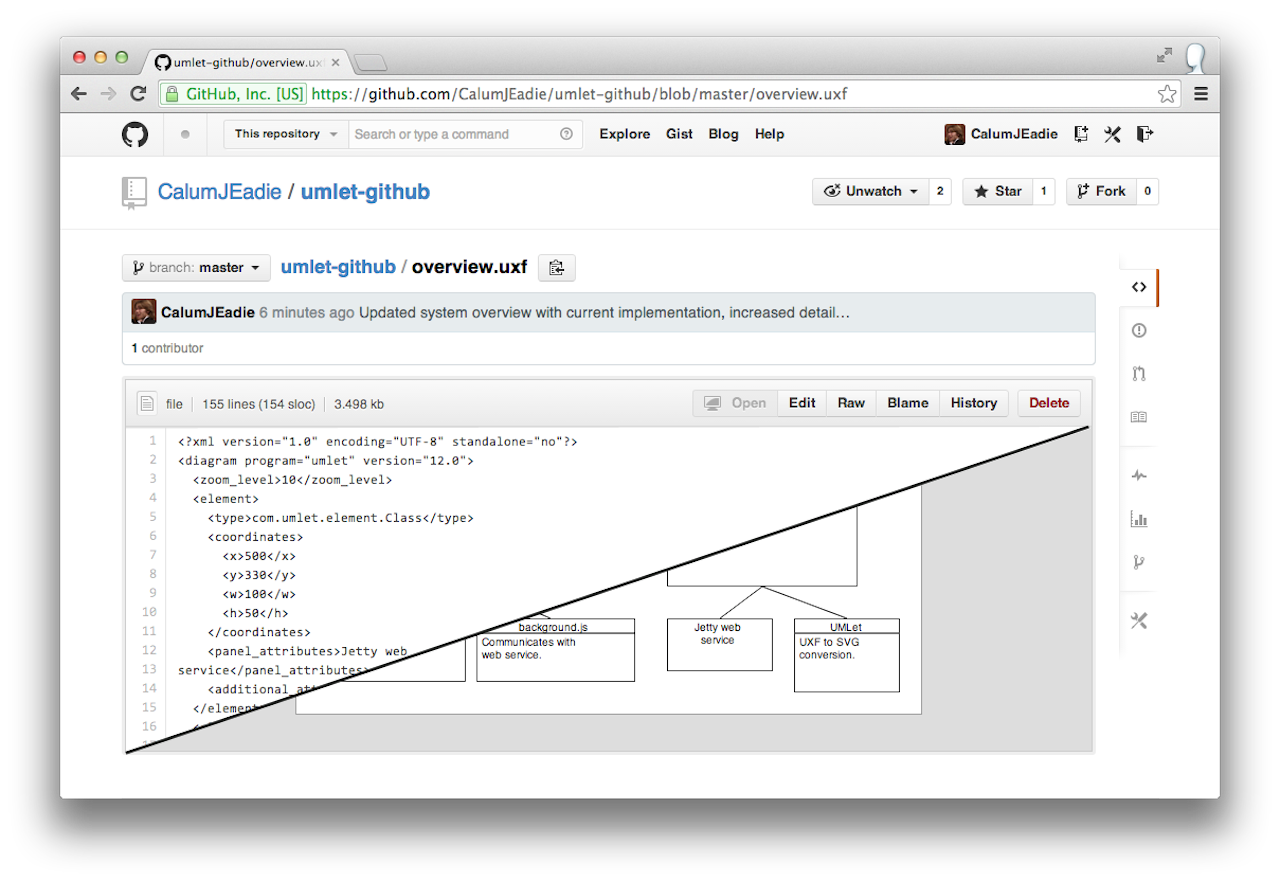 umlet-github/overview.ux
GitHub, Inc. [US] https://github.com/CalumJEadie/umlet-github/blob/master/overview.uxf
This repository Search or type a command Explore Gist Blog Help CalumJEadie
CalumJEadie / umlet-github Unwatch 2 Star 1 Fork 0
branch: master umlet-github / overview.uxf
CalumJEadie 6 minutes ago Updated system overview with current implementation, increased detail…
1 contributor
file 155 lines (154 sloc) 3.498 kb Open Edit Raw Blame History Delete
1 <?xml version="1.0" encoding="UTF-8" standalone="no"?>
2 <diagram program="umlet" version="12.0">
3 <zoom_level>10</zoom_level>
4 <element>
5 <type>com.umlet.element.Class</type>
6 <coordinates>
7 <x>500</x>
8 <y>330</y>
9 <w>100</w>
10 <h>50</h>
11 </coordinates>
12 <panel_attributes>Jetty web
13 service</panel_attributes>
14 <additional_att
15 </element>
16 <
background.js
Communicates with
web service.
Jetty web
service
UMLet
UXF to SVG
conversion.